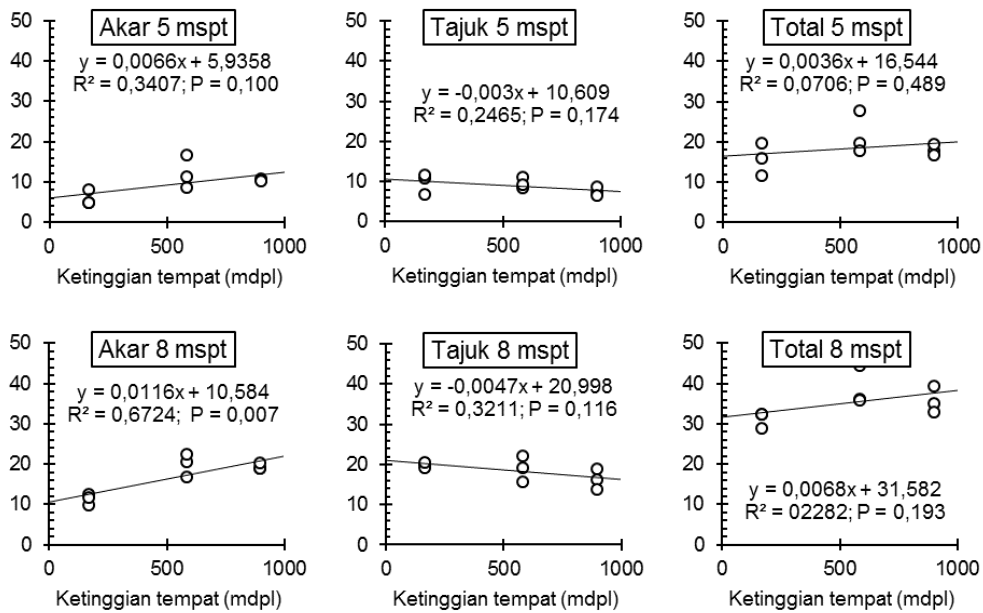 Akar 5 mspt
y = 0,0066x + 5,9358
R² = 0,3407; P = 0,100
50
40
30
20
10
0
0 500 1000
Ketinggian tempat (mdpl)
Tajuk 5 mspt
y = -0,003x + 10,609
R² = 0,2465; P = 0,174
50
40
30
20
10
0
0 500 1000
Ketinggian tempat (mdpl)
Total 5 mspt
y = 0,0036x + 16,544
R² = 0,0706; P = 0,489
50
40
30
20
10
0
0 500 1000
Ketinggian tempat (mdpl)
Akar 8 mspt
y = 0,0116x + 10,584
R² = 0,6724; P = 0,007
50
40
30
20
10
0
0 500 1000
Ketinggian tempat (mdpl)
Tajuk 8 mspt
y = -0,0047x + 20,998
R² = 0,3211; P = 0,116
50
40
30
20
10
0
0 500 1000
Ketinggian tempat (mdpl)
Total 8 mspt
50
40
30
20
10
0
y = 0,0068x + 31,582
R² = 02282; P = 0,193
0 500 1000
Ketinggian tempat (mdpl)